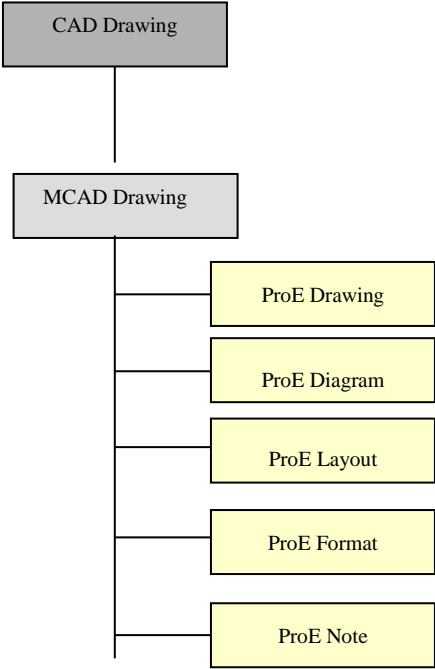 CAD Drawing
MCAD Drawing
ProE Drawing
ProE Diagram
ProE Layout
ProE Format
ProE Note